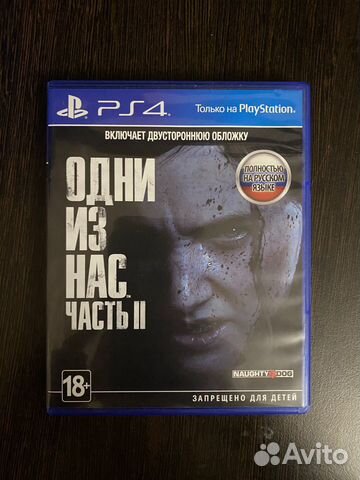 PS4
Только на PlayStation.
ВКЛЮЧАЕТ ДВУСТОРОННЮЮ ОБЛОЖКУ
ОДНИ
ИЗ
НАС™
ЧАСТЬ II
ПОЛНОСТЬЮ
НА РУССКОМ
ЯЗЫКЕ
18+
NAUGHTY DOG
ЗАПРЕЩЕНО ДЛЯ ДЕТЕЙ
Avito